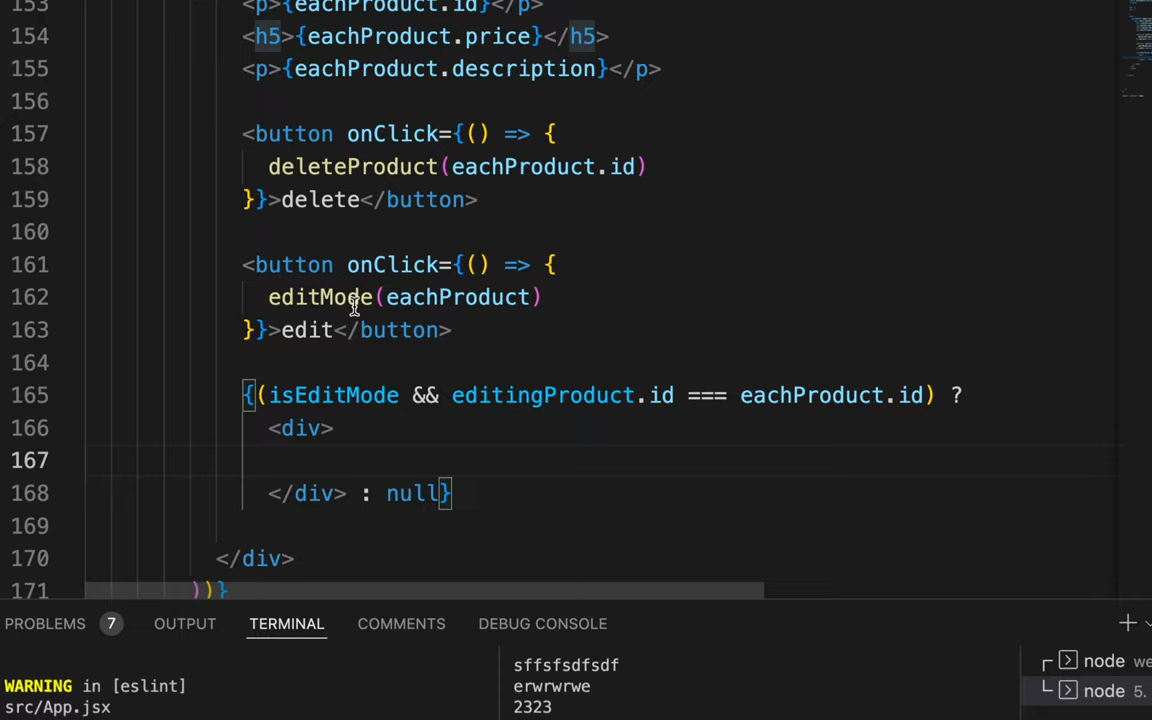 153 <p>{eachProduct.id}</p>
154 <h5>{eachProduct.price}</h5>
155 <p>{eachProduct.description}</p>
156
157 <button onClick={() => {
158 deleteProduct(eachProduct.id)
159 }}>delete</button>
160
161 <button onClick={() => {
162 editMode(eachProduct)
163 }}>edit</button>
164
165 {(isEditMode && editingProduct.id === eachProduct.id) ?
166 <div>
167
168 </div> : null}
169
170 </div>
171 ))}
PROBLEMS 7 OUTPUT TERMINAL COMMENTS DEBUG CONSOLE
WARNING in [eslint]
src/App.jsx
sffsfsdfsdf
erwrwrwe
2323
node we
node 5.